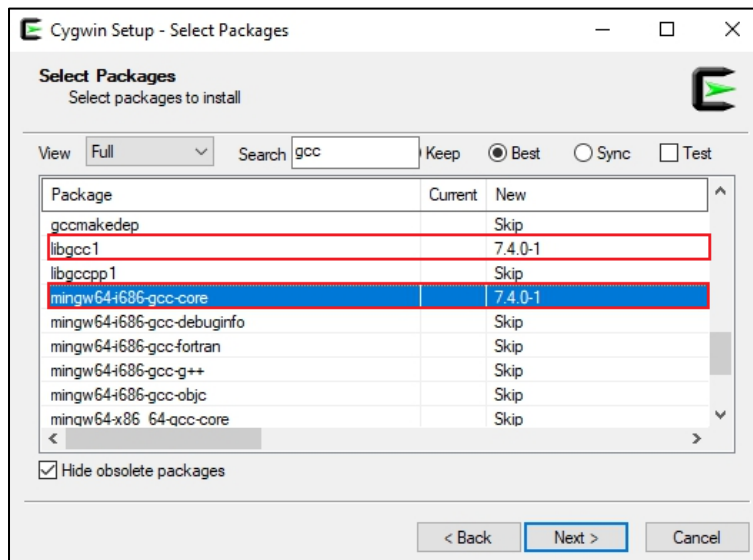 Cygwin Setup - Select Packages
Select Packages
Select packages to install
View Full Search gcc Keep Best Sync Test
Package Current New
gccmakedep Skip
libgcc1 7.4.0-1
libgccpp1 Skip
mingw64-i686-gcc-core 7.4.0-1
mingw64-i686-gcc-debuginfo Skip
mingw64-i686-gcc-fortran Skip
mingw64-i686-gcc-g++ Skip
mingw64-i686-gcc-objc Skip
mingw64-x86_64-gcc-core Skip
Hide obsolete packages
< Back Next > Cancel